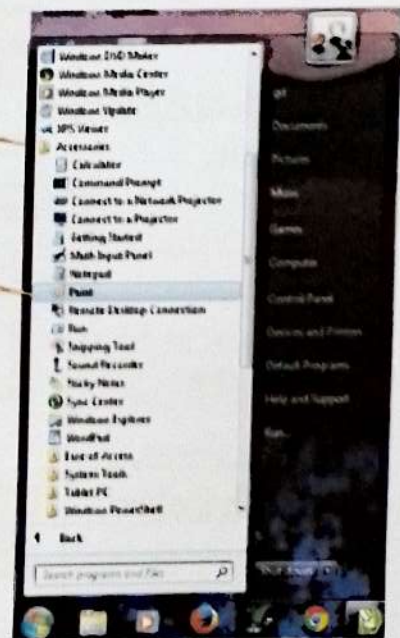 Windows DVD Maker
Windows Media Center
Windows Media Player
Windows Update
XPS Viewer
Accessories
Calculator
Command Prompt
Connect to a Network Projector
Connect to a Projector
Getting Started
Math Input Panel
Notepad
Paint
Remote Desktop Connection
Run
Snipping Tool
Sound Recorder
Sticky Notes
Sync Center
Windows Explorer
WordPad
Ease of Access
System Tools
Tablet PC
Windows PowerShell
Back
Search programs and files
Documents
Pictures
Music
Games
Computer
Control Panel
Devices and Printers
Default Programs
Help and Support
Run...
Shut down